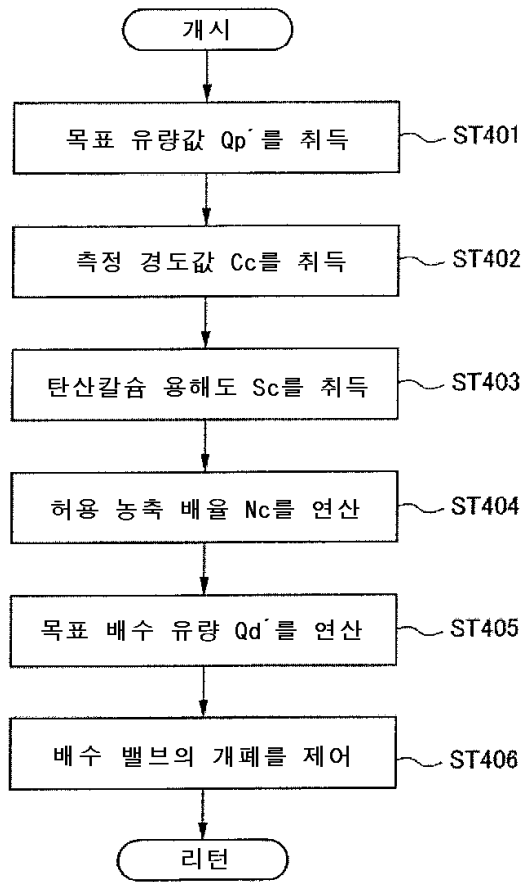 개시
목표 유량값 Qp´를 취득
ST401
측정 경도값 Cc를 취득
ST402
탄산칼슘 용해도 Sc를 취득
ST403
허용 농축 배율 Nc를 연산
ST404
목표 배수 유량 Qd´를 연산
ST405
배수 밸브의 개폐를 제어
ST406
리턴